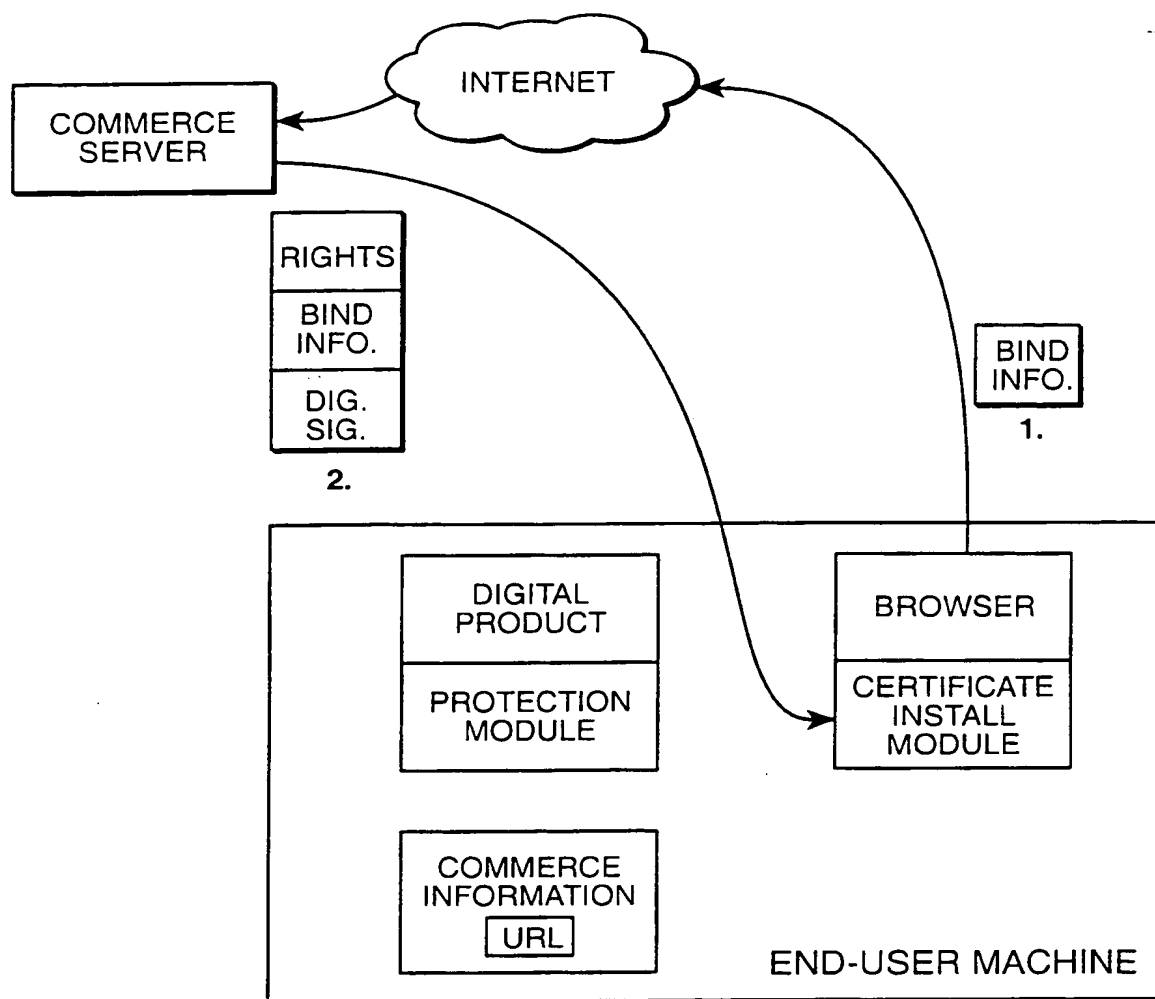 INTERNET
COMMERCE
SERVER
RIGHTS
BIND
INFO.
DIG.
SIG.
2.
BIND
INFO.
1.
DIGITAL
PRODUCT
PROTECTION
MODULE
BROWSER
CERTIFICATE
INSTALL
MODULE
COMMERCE
INFORMATION
URL
END-USER MACHINE